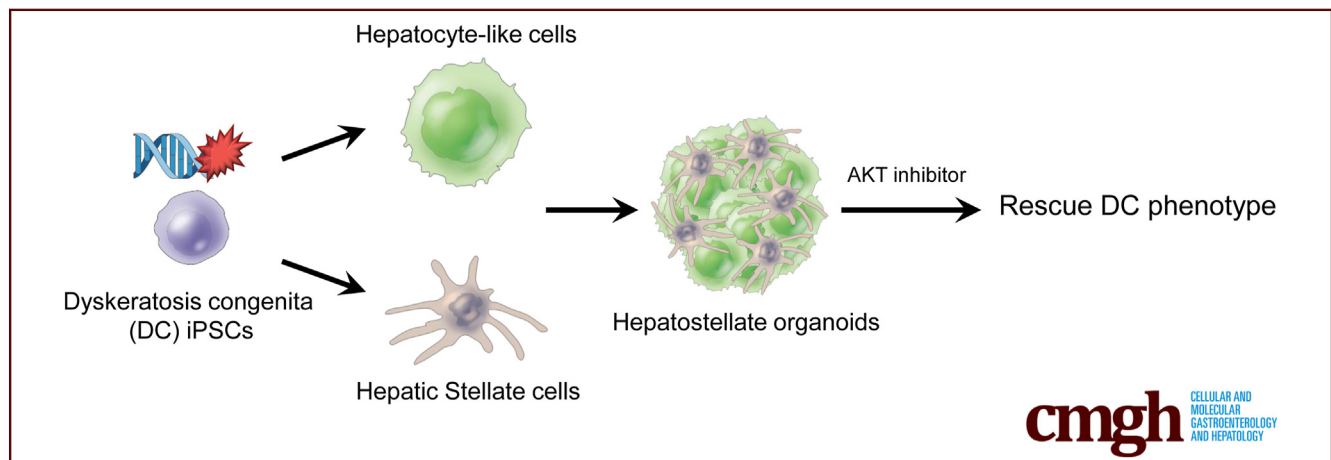 Hepatocyte-like cells
Dyskeratosis congenita
(DC) iPSCs
Hepatic Stellate cells
Hepatostellate organoids
AKT inhibitor
Rescue DC phenotype
cmgh
CELLULAR AND
MOLECULAR
GASTROENTEROLOGY
AND HEPATOLOGY